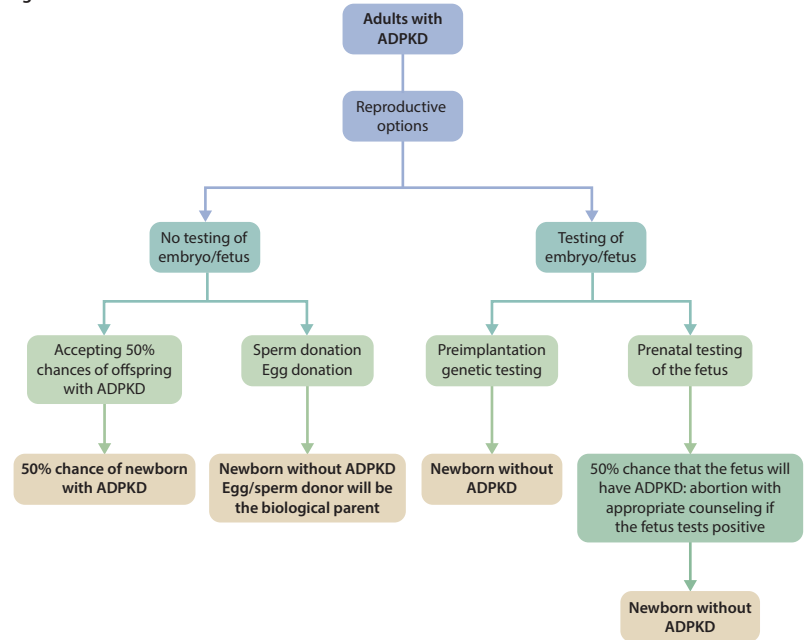 Adults with
ADPKD
Reproductive
options
No testing of
embryo/fetus
Testing of
embryo/fetus
Accepting 50%
chances of offspring
with ADPKD
Sperm donation
Egg donation
Preimplantation
genetic testing
Prenatal testing
of the fetus
50% chance of newborn
with ADPKD
Newborn without ADPKD
Egg/sperm donor will be
the biological parent
Newborn without
ADPKD
50% chance that the fetus will
have ADPKD: abortion with
appropriate counseling if
the fetus tests positive
Newborn without
ADPKD